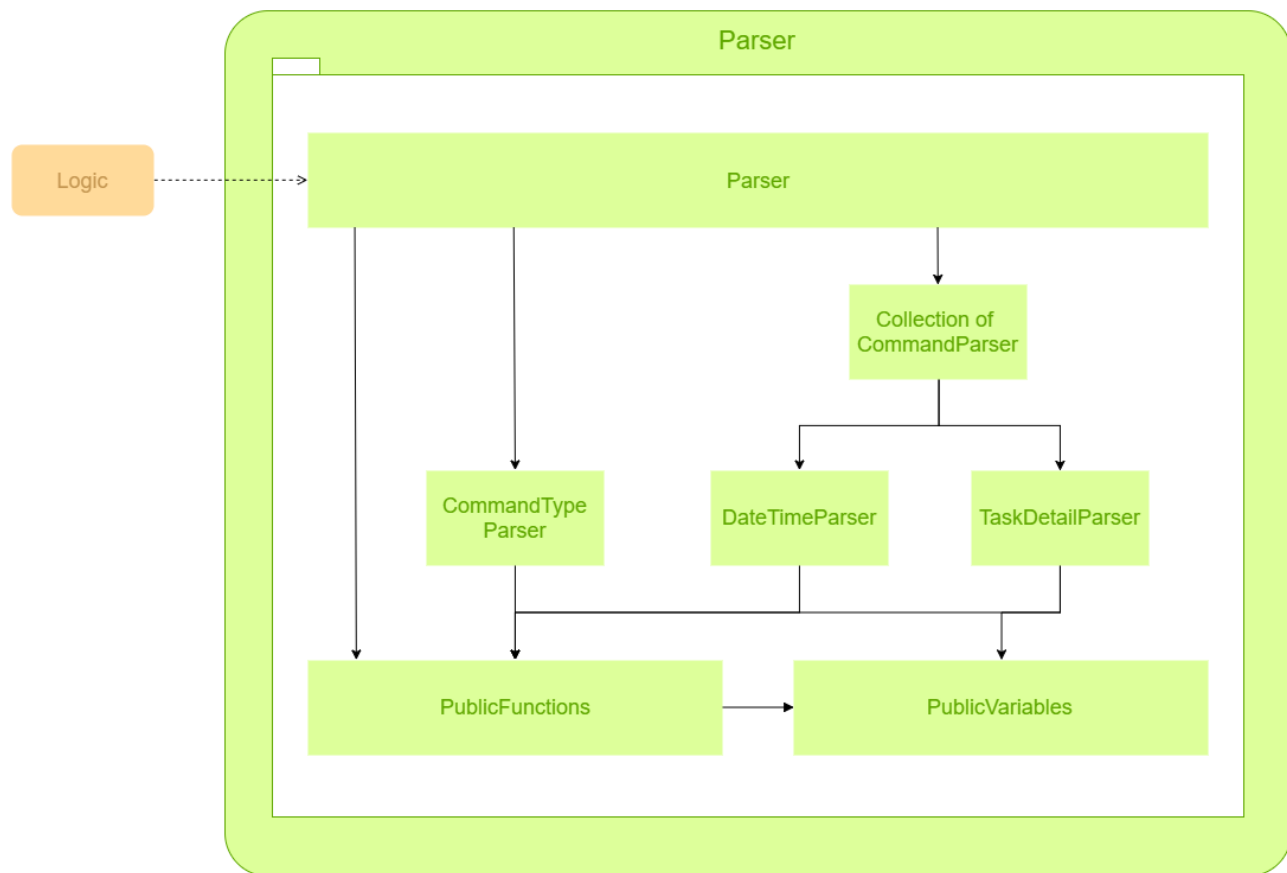 Parser
Logic
Parser
Collection of
CommandParser
CommandType
Parser
DateTimeParser
TaskDetailParser
PublicFunctions
PublicVariables